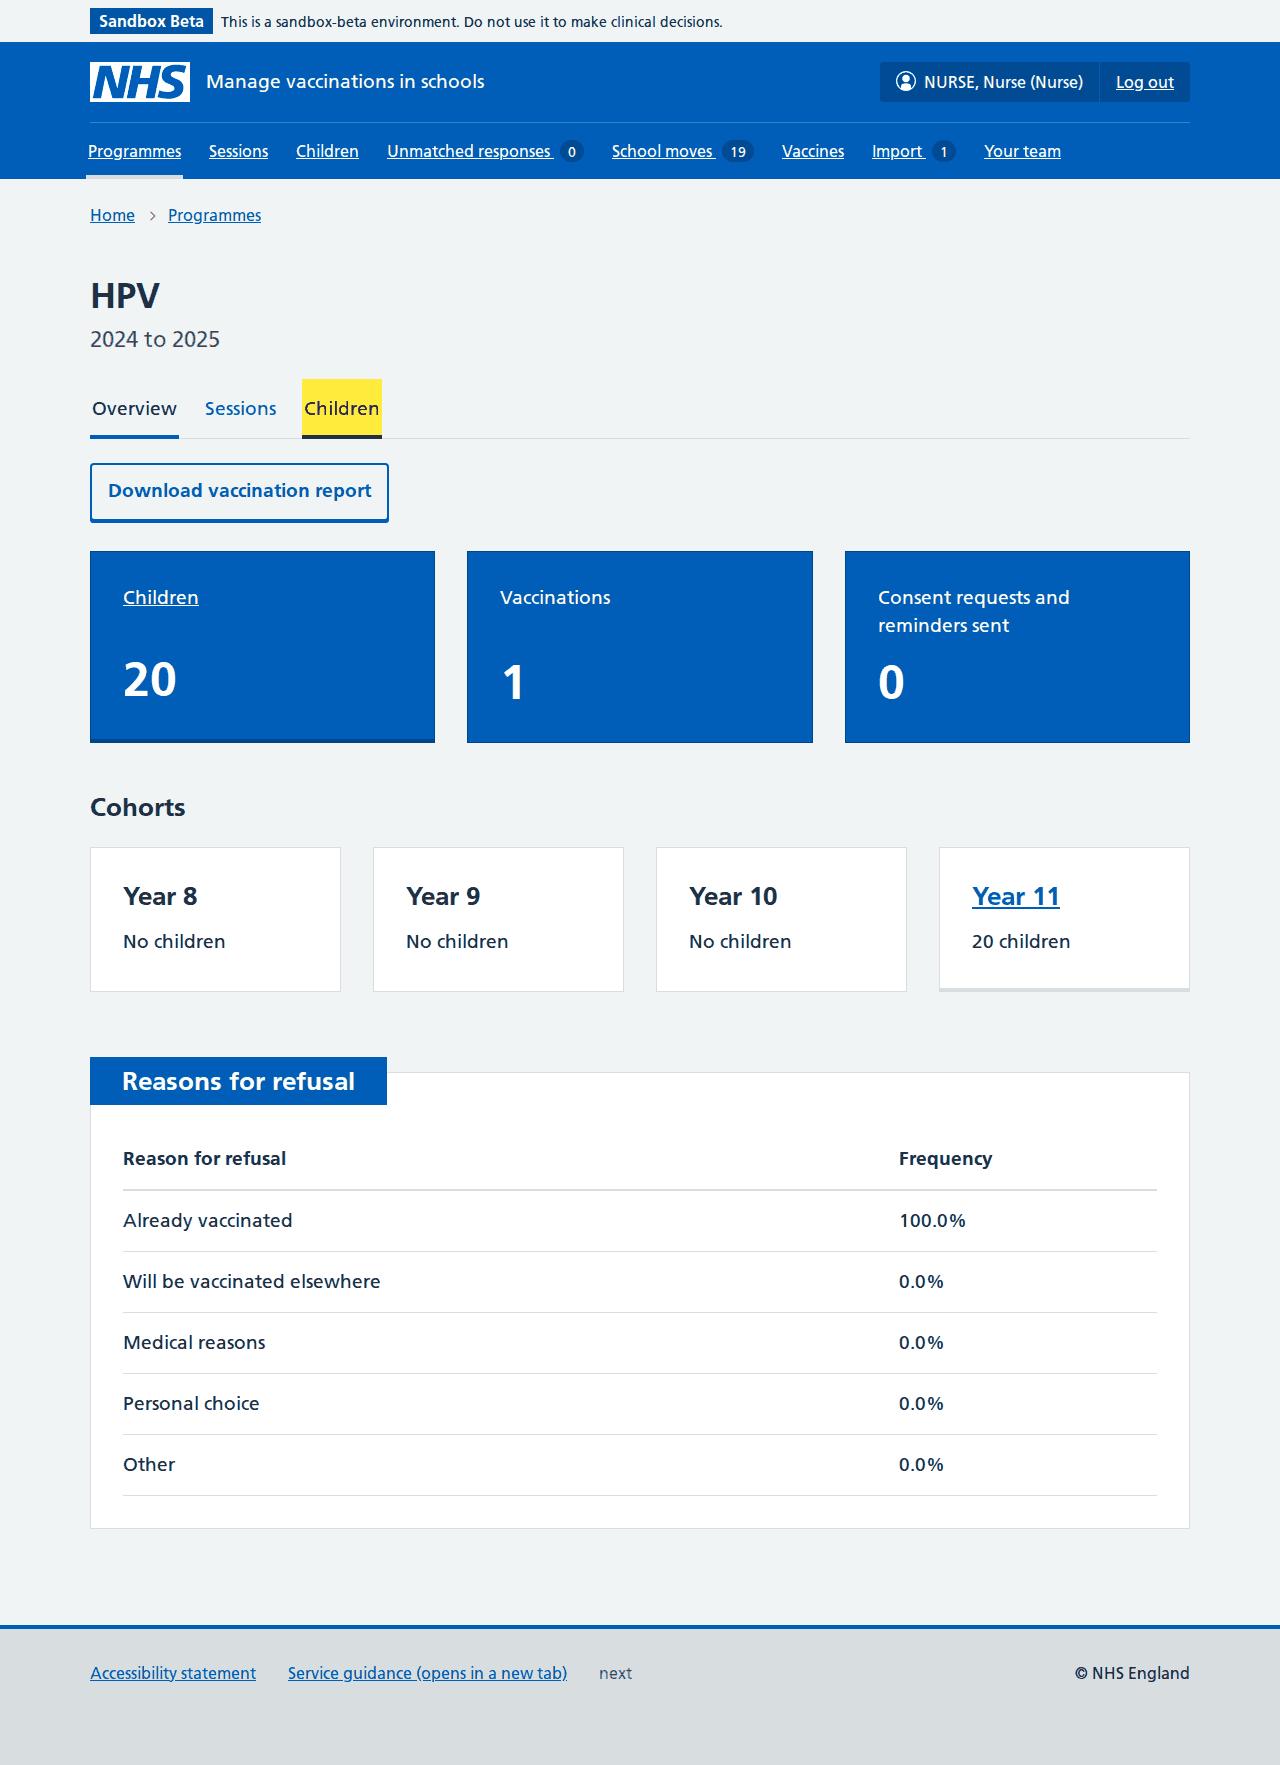 Sandbox Beta This is a sandbox-beta environment. Do not use it to make clinical decisions.
NHS Manage vaccinations in schools NURSE, Nurse (Nurse) Log out
Programmes Sessions Children Unmatched responses 0 School moves 19 Vaccines Import 1 Your team
Home Programmes
HPV
2024 to 2025
Overview Sessions Children
Download vaccination report
Children
20
Vaccinations
1
Consent requests and
reminders sent
0
Cohorts
Year 8
No children
Year 9
No children
Year 10
No children
Year 11
20 children
Reasons for refusal
Reason for refusal Frequency
Already vaccinated 100.0%
Will be vaccinated elsewhere 0.0%
Medical reasons 0.0%
Personal choice 0.0%
Other 0.0%
Accessibility statement Service guidance (opens in a new tab) next © NHS England